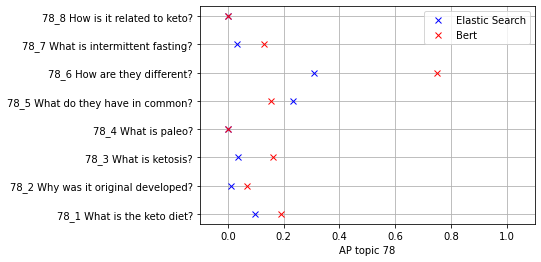 78_8 How is it related to keto?
78_7 What is intermittent fasting?
78_6 How are they different?
78_5 What do they have in common?
78_4 What is paleo?
78_3 What is ketosis?
78_2 Why was it original developed?
78_1 What is the keto diet?
Elastic Search
Bert
0.0 0.2 0.4 0.6 0.8 1.0
AP topic 78